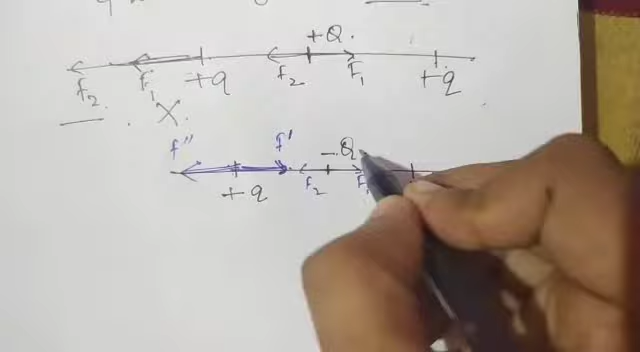 +Q.
F₂ F₁ +q F₂ F₁ +q
X
f" f' -Q
+q F₂ F₁